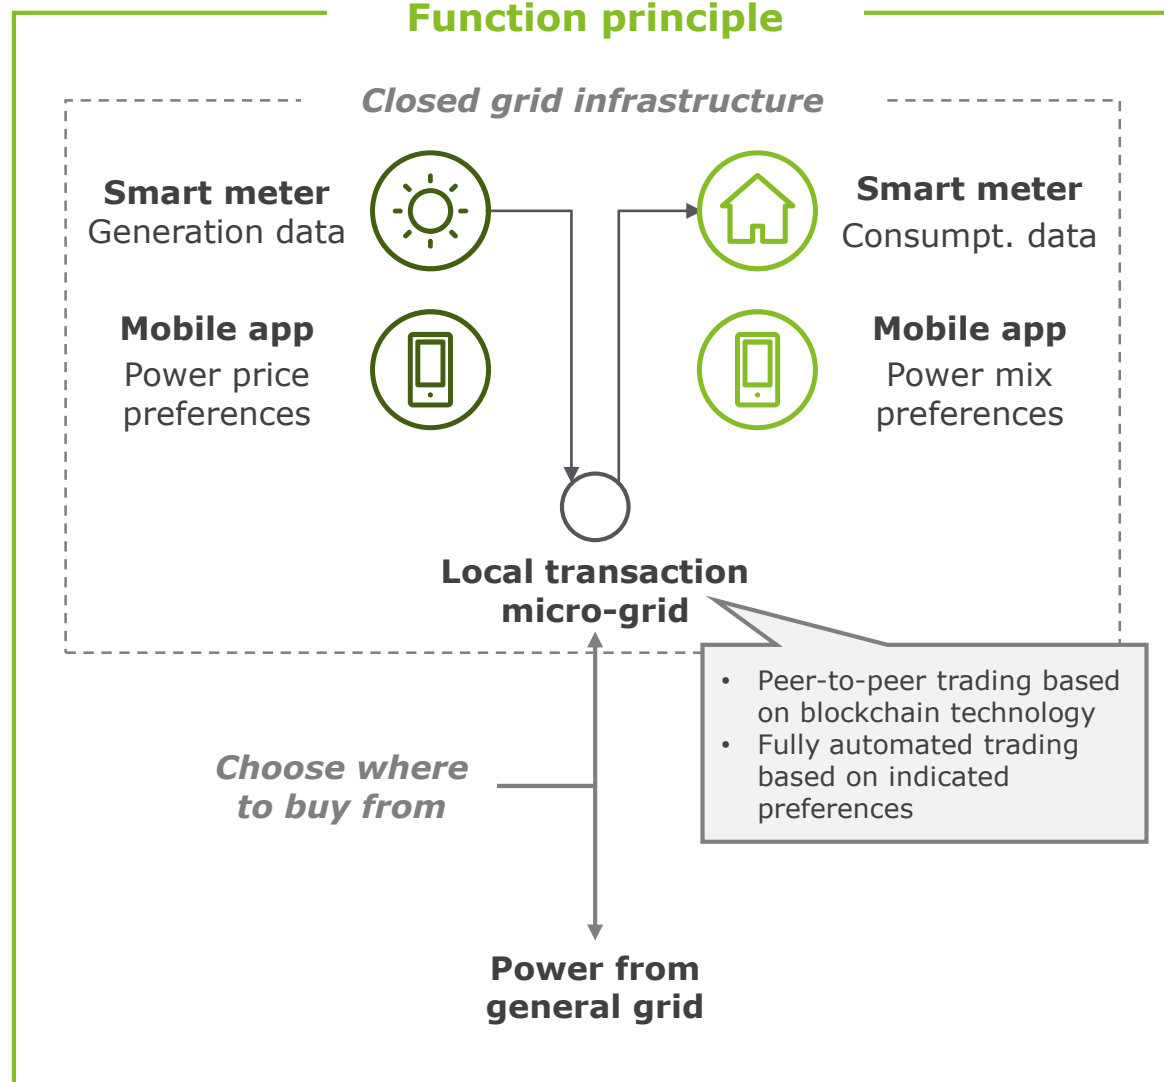 Function principle
Closed grid infrastructure
Smart meter
Generation data
Smart meter
Consumpt. data
Mobile app
Power price
preferences
Mobile app
Power mix
preferences
Local transaction
micro-grid
• Peer-to-peer trading based
on blockchain technology
• Fully automated trading
based on indicated
preferences
Choose where
to buy from
Power from
general grid